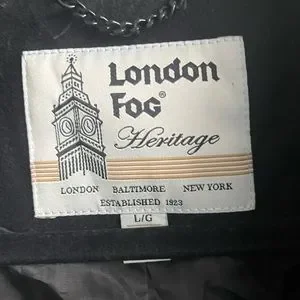 London
Fog®
Heritage
LONDON BALTIMORE NEW YORK
ESTABLISHED 1923
L/G